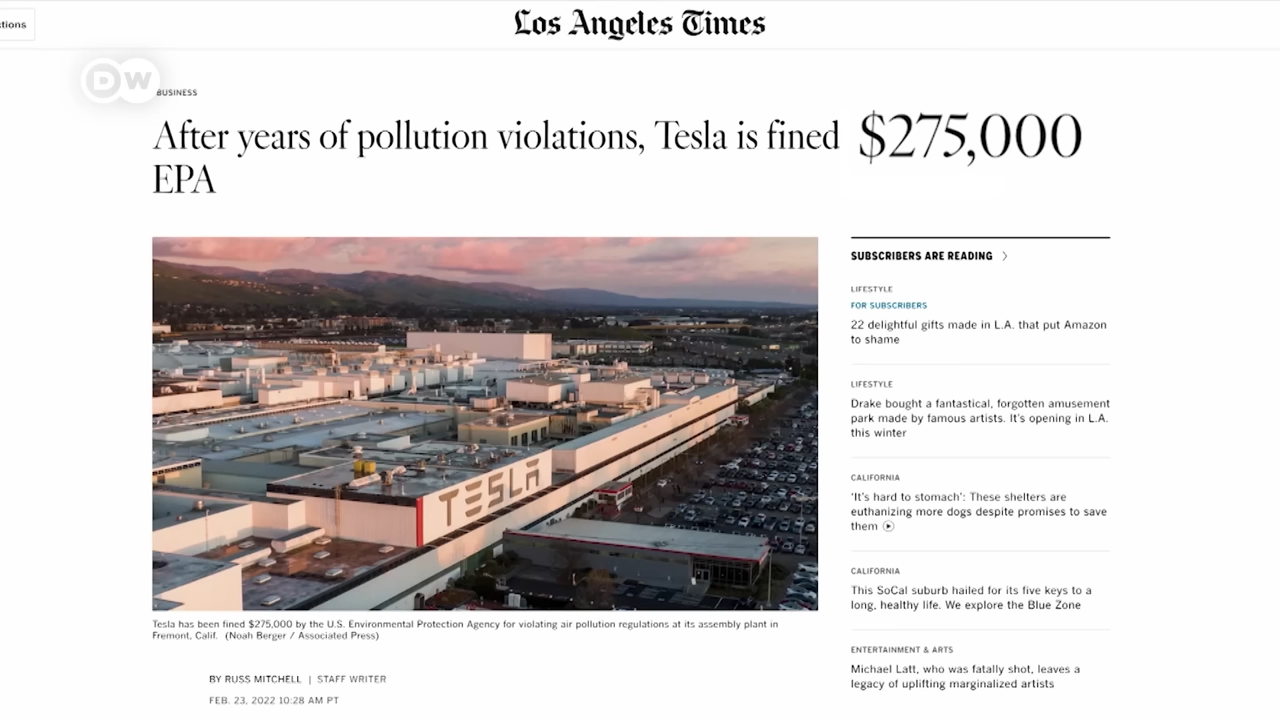 ctions
Los Angeles Times
DW
BUSINESS
After years of pollution violations, Tesla is fined $275,000
EPA
TESLA
Tesla has been fined $275,000 by the U.S. Environmental Protection Agency for violating air pollution regulations at its assembly plant in
Fremont, Calif. (Noah Berger / Associated Press)
BY RUSS MITCHELL | STAFF WRITER
FEB. 23, 2022 10:28 AM PT
SUBSCRIBERS ARE READING >
LIFESTYLE
FOR SUBSCRIBERS
22 delightful gifts made in L.A. that put Amazon
to shame
LIFESTYLE
Drake bought a fantastical, forgotten amusement
park made by famous artists. It's opening in L.A.
this winter
CALIFORNIA
‘It's hard to stomach’: These shelters are
euthanizing more dogs despite promises to save
them
CALIFORNIA
This SoCal suburb hailed for its five keys to a
long, healthy life. We explore the Blue Zone
ENTERTAINMENT & ARTS
Michael Latt, who was fatally shot, leaves a
legacy of uplifting marginalized artists